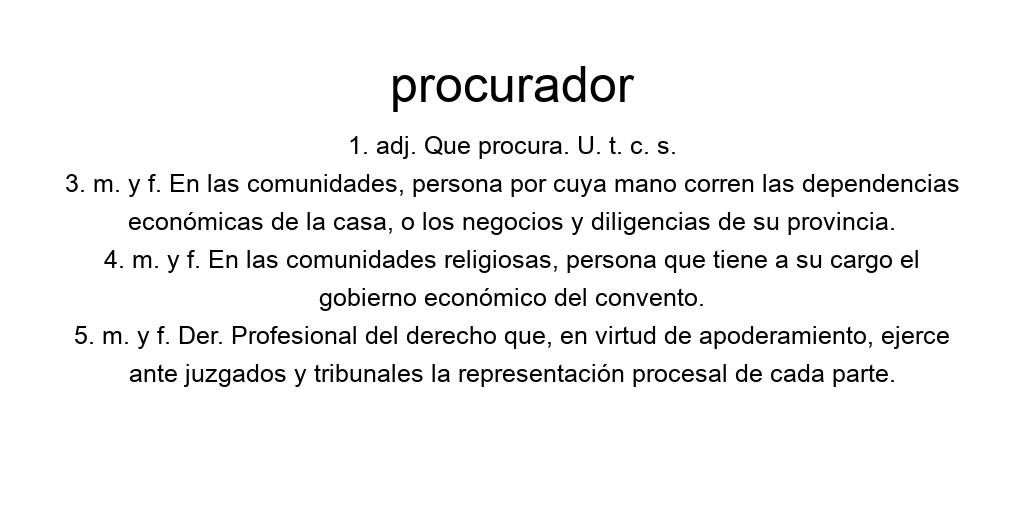 procurador
1. adj. Que procura. U. t. c. s.
3. m. y f. En las comunidades, persona por cuya mano corren las dependencias
económicas de la casa, o los negocios y diligencias de su provincia.
4. m. y f. En las comunidades religiosas, persona que tiene a su cargo el
gobierno económico del convento.
5. m. y f. Der. Profesional del derecho que, en virtud de apoderamiento, ejerce
ante juzgados y tribunales la representación procesal de cada parte.